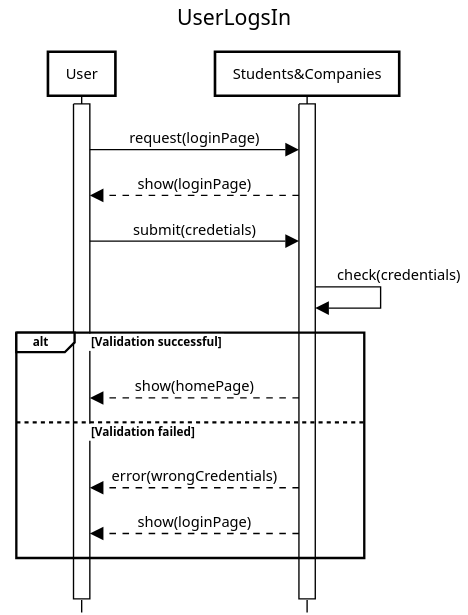 UserLogsIn
User
Students&Companies
request(loginPage)
show(loginPage)
submit(credetials)
check(credentials)
alt
[Validation successful]
show(homePage)
[Validation failed]
error(wrongCredentials)
show(loginPage)